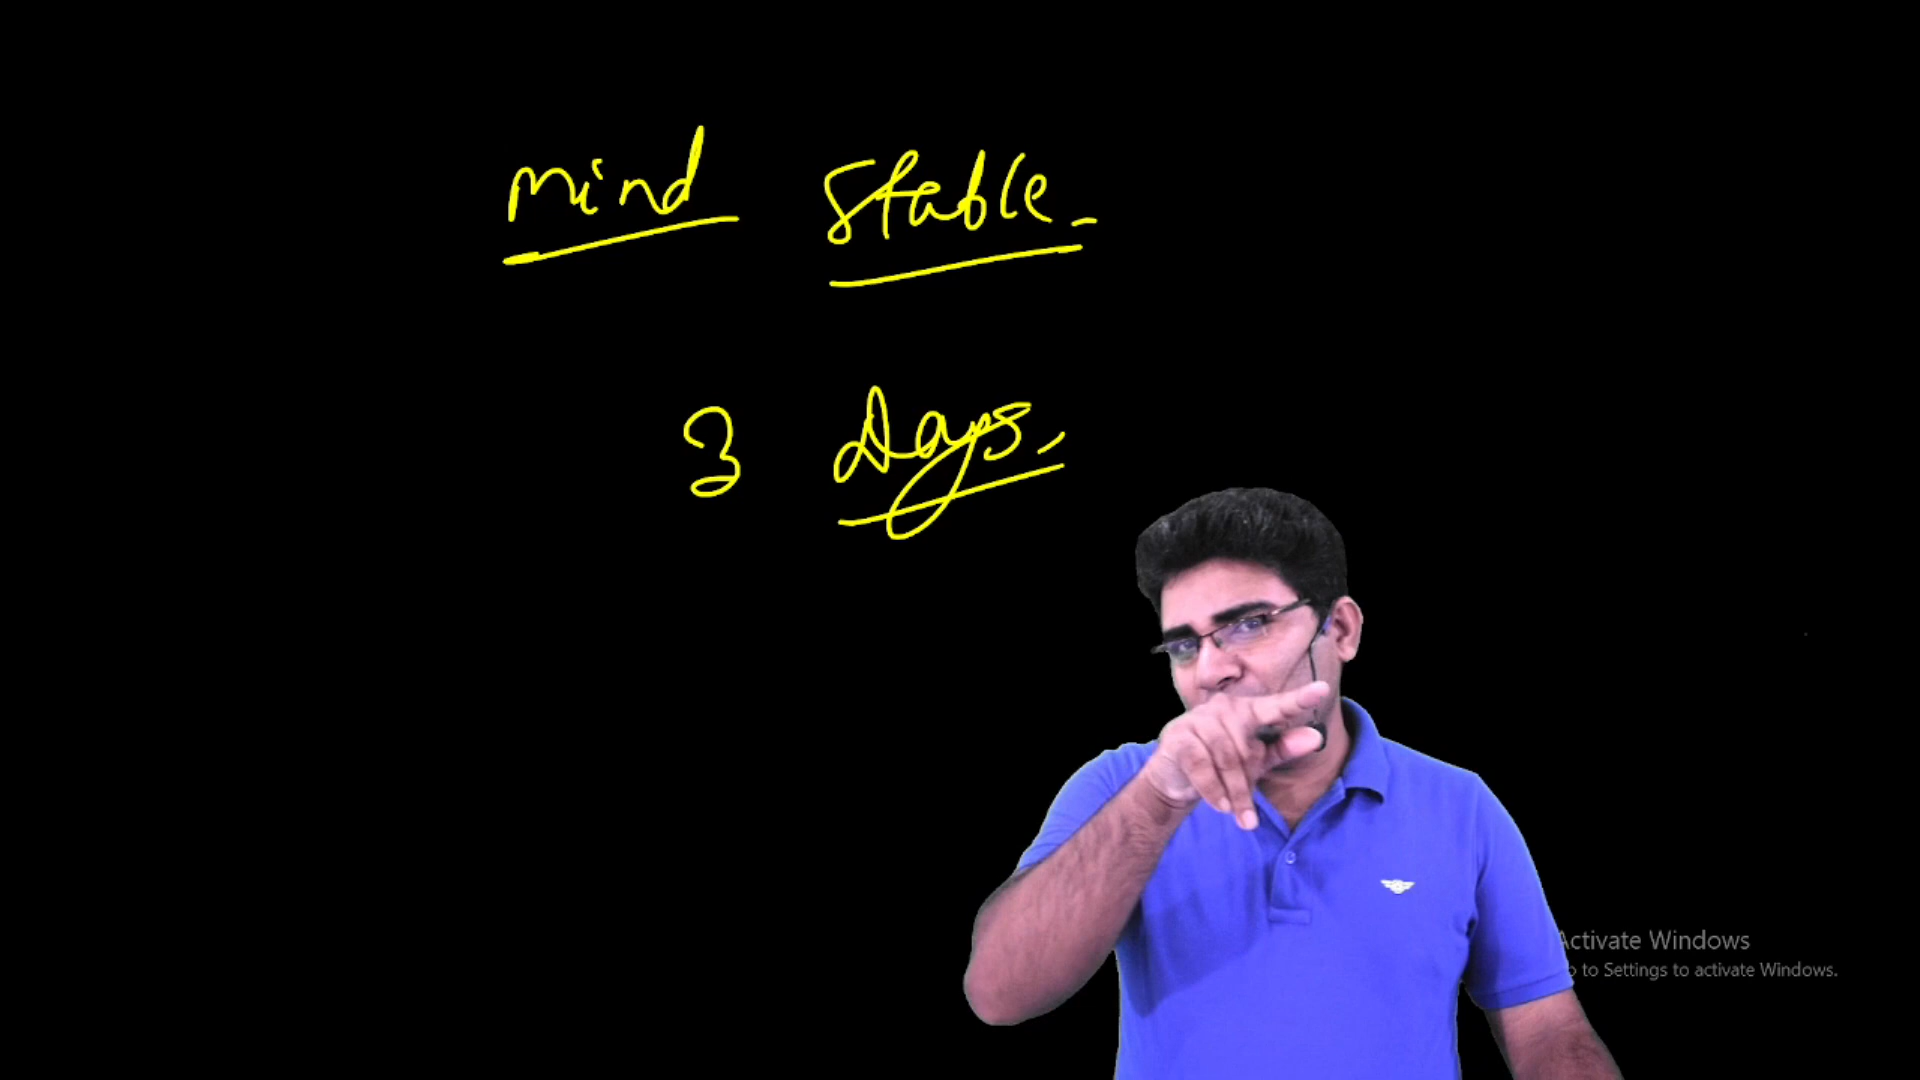 mind stable.
3 Days.
Activate Windows
to Settings to activate Windows.